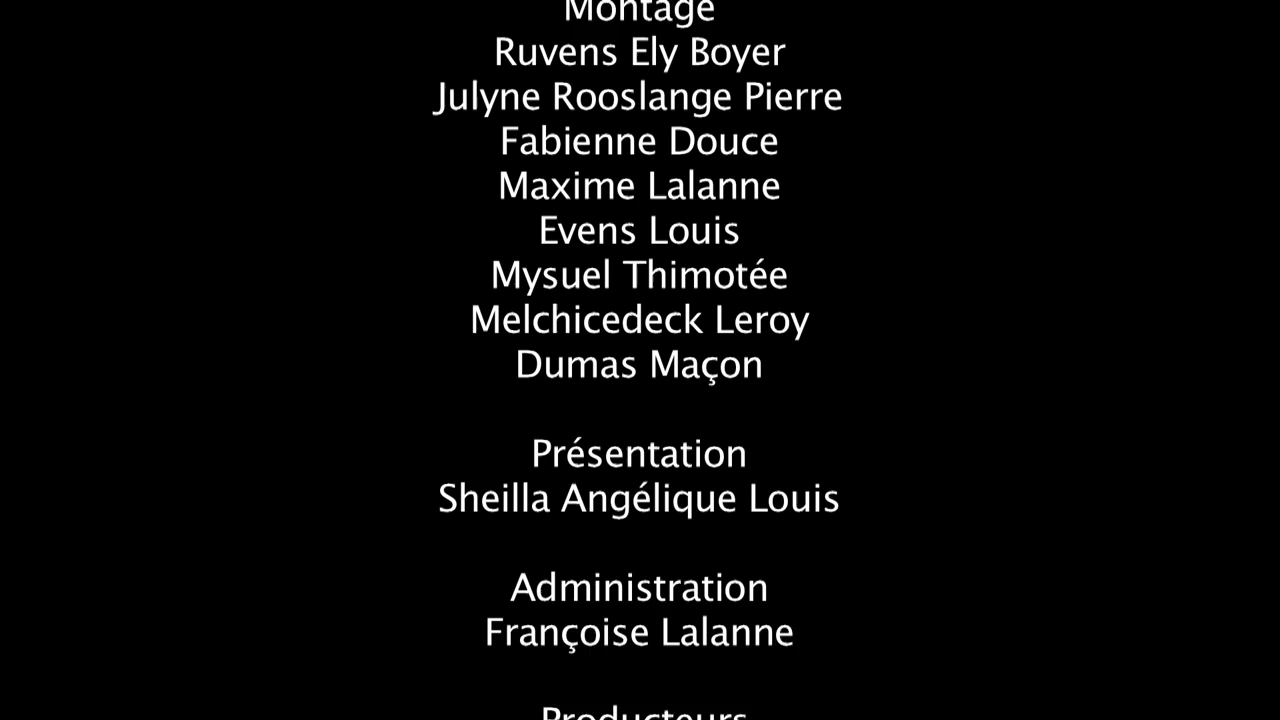 Montage
Ruvens Ely Boyer
Julyne Rooslange Pierre
Fabienne Douce
Maxime Lalanne
Evens Louis
Mysuel Thimotée
Melchicedeck Leroy
Dumas Maçon
Présentation
Sheilla Angélique Louis
Administration
Françoise Lalanne
Producteurs